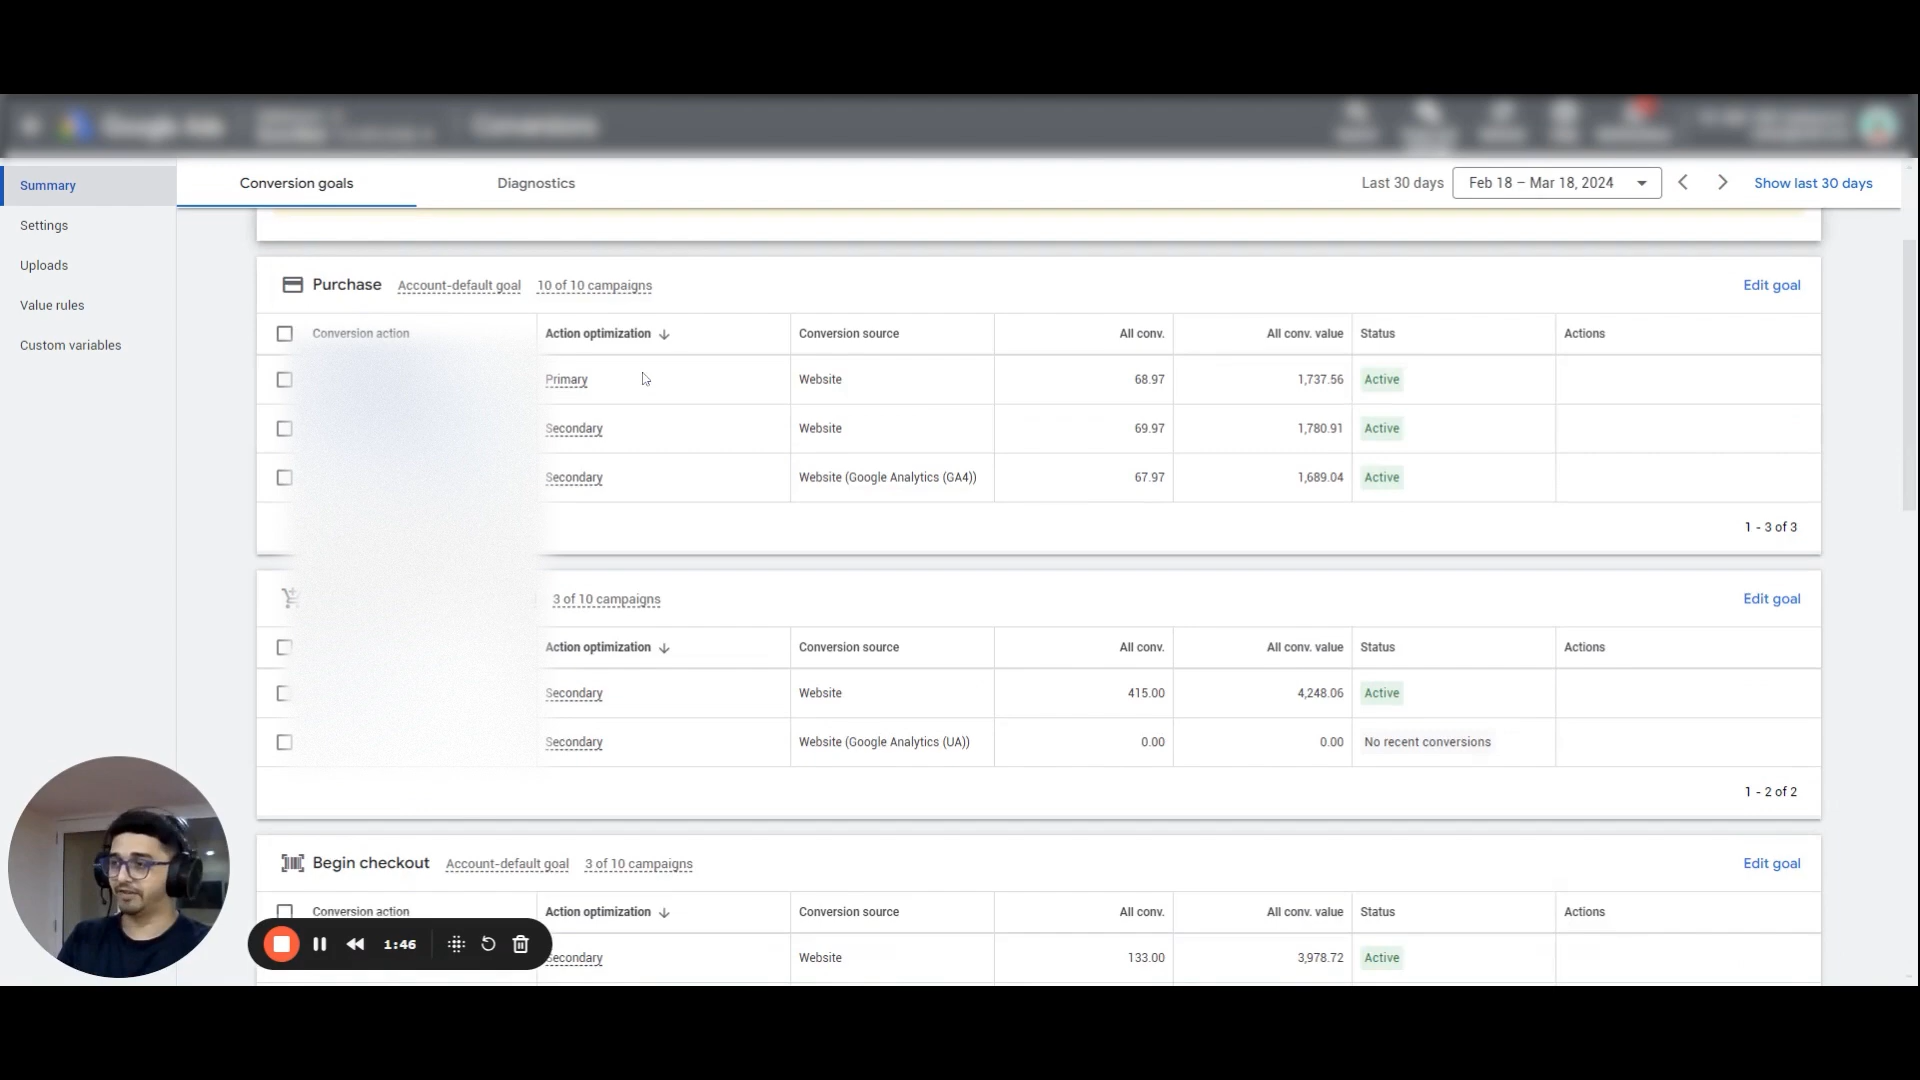 Conversion goals
Diagnostics
Last 30 days
Feb 18 – Mar 18, 2024
Show last 30 days
Summary
Settings
Uploads
Value rules
Custom variables
Purchase Account-default goal 10 of 10 campaigns Edit goal
Conversion action Action optimization Conversion source All conv. All conv. value Status Actions
Primary Website 68.97 1,737.56 Active
Secondary Website 69.97 1,780.91 Active
Secondary Website (Google Analytics (GA4)) 67.97 1,689.04 Active
1 - 3 of 3
3 of 10 campaigns Edit goal
Action optimization Conversion source All conv. All conv. value Status Actions
Secondary Website 415.00 4,248.06 Active
Secondary Website (Google Analytics (UA)) 0.00 0.00 No recent conversions
1 - 2 of 2
Begin checkout Account-default goal 3 of 10 campaigns Edit goal
Conversion action Action optimization Conversion source All conv. All conv. value Status Actions
Secondary Website 133.00 3,978.72 Active
1:46